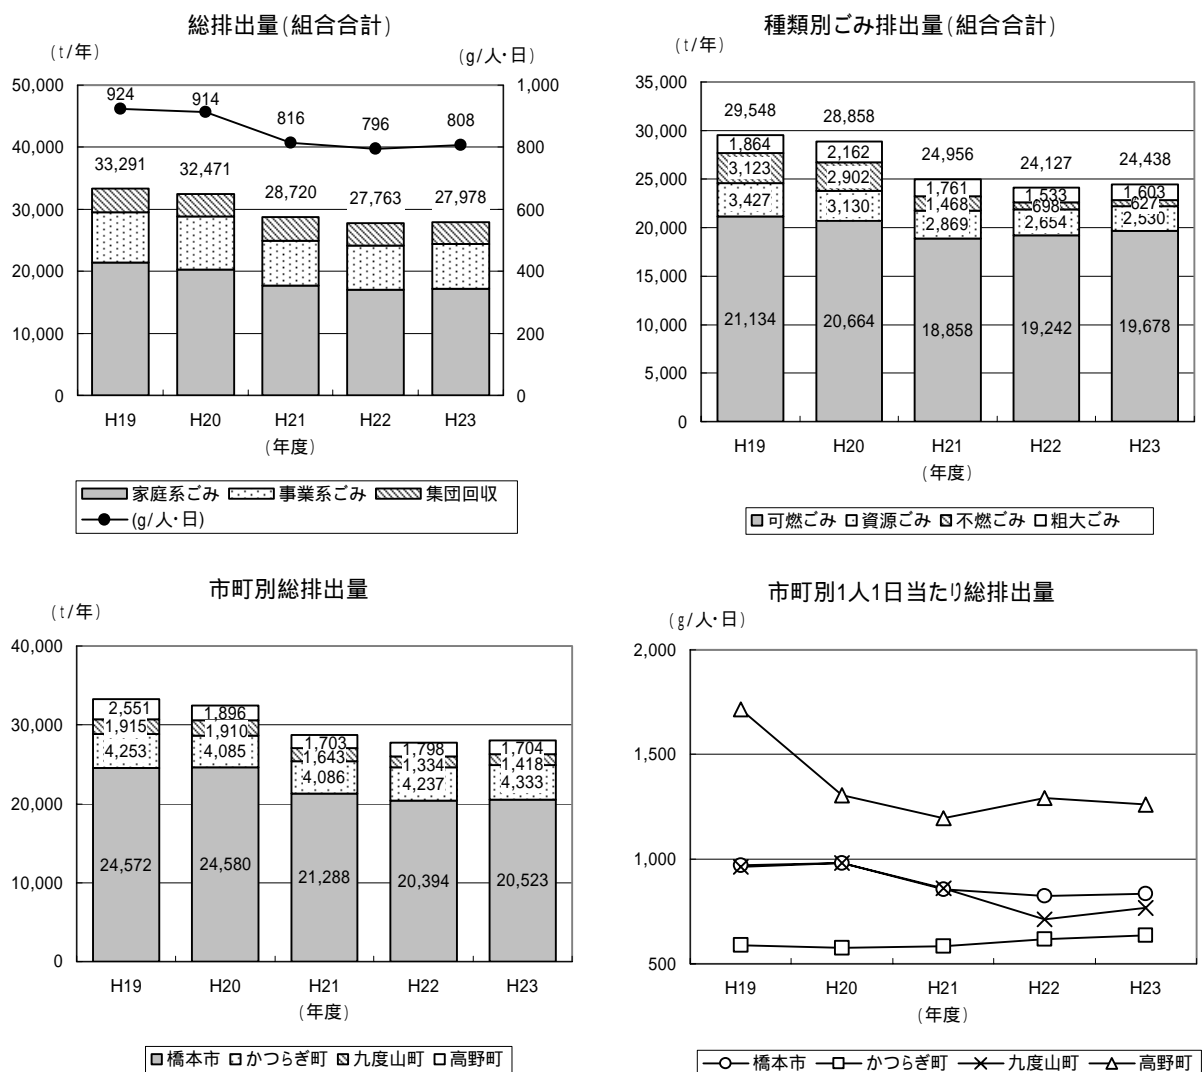 総排出量(組合合計)
(t/年)
(g/人・日)
50,000
40,000
30,000
20,000
10,000
0
1,000
800
600
400
200
0
924
914
816
796
808
33,291
32,471
28,720
27,763
27,978
H19
H20
H21
H22
H23
(年度)
家庭系ごみ 事業系ごみ 集団回収
(g/人・日)
種類別ごみ排出量(組合合計)
(t/年)
35,000
30,000
25,000
20,000
15,000
10,000
5,000
0
29,548
28,858
24,956
24,127
24,438
1,864
2,162
1,761
1,533
1,603
3,123
2,902
1,468
698
627
3,427
3,130
2,869
2,654
2,530
21,134
20,664
18,858
19,242
19,678
H19
H20
H21
H22
H23
(年度)
可燃ごみ 資源ごみ 不燃ごみ 粗大ごみ
市町別総排出量
(t/年)
40,000
30,000
20,000
10,000
0
2,551
1,896
1,703
1,798
1,704
1,915
1,910
1,643
1,334
1,418
4,253
4,085
4,086
4,237
4,333
24,572
24,580
21,288
20,394
20,523
H19
H20
H21
H22
H23
(年度)
橋本市 かつらぎ町 九度山町 高野町
市町別1人1日当たり総排出量
(g/人・日)
2,000
1,500
1,000
500
H19
H20
H21
H22
H23
(年度)
橋本市 かつらぎ町 九度山町 高野町